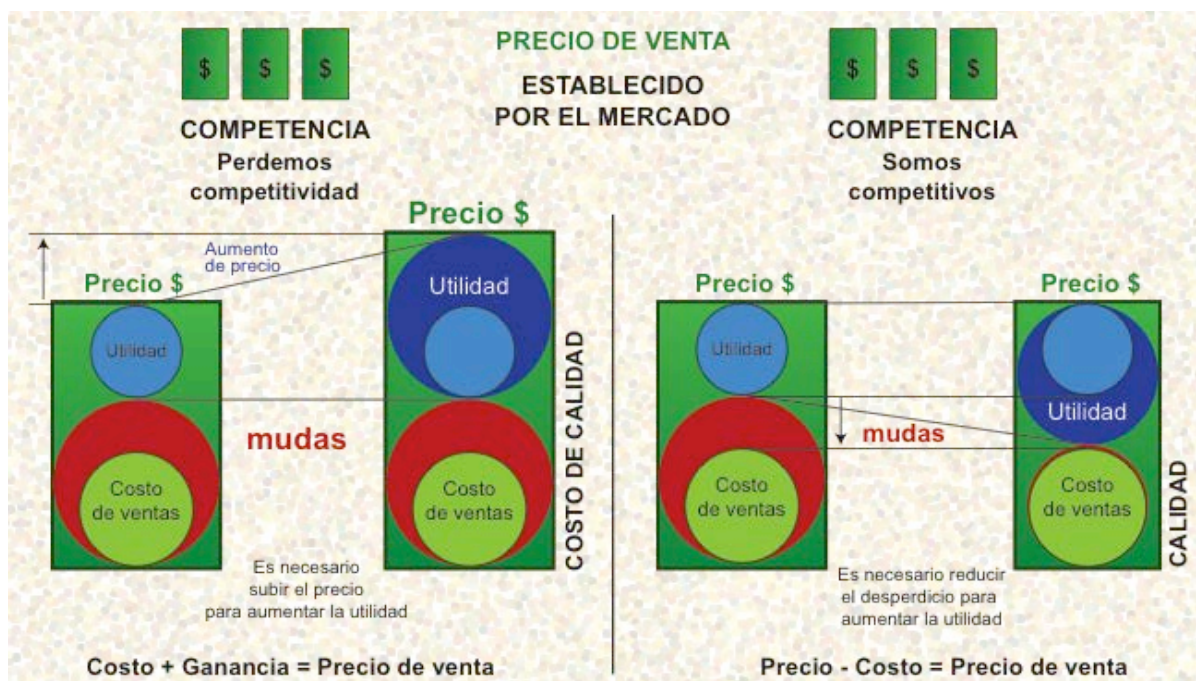 $ $ $
PRECIO DE VENTA
$ $ $
ESTABLECIDO
POR EL MERCADO
COMPETENCIA
Perdemos
competitividad
COMPETENCIA
Somos
competitivos
Precio $
Aumento
de precio
Precio $
Utilidad
Utilidad
mudas
Costo
de ventas
Costo
de ventas
COSTO DE CALIDAD
Es necesario
subir el precio
para aumentar la utilidad
Costo + Ganancia = Precio de venta
Precio $
Precio $
Utilidad
Utilidad
mudas
Costo
de ventas
Costo
de ventas
CALIDAD
Es necesario reducir
el desperdicio para
aumentar la utilidad
Precio - Costo = Precio de venta